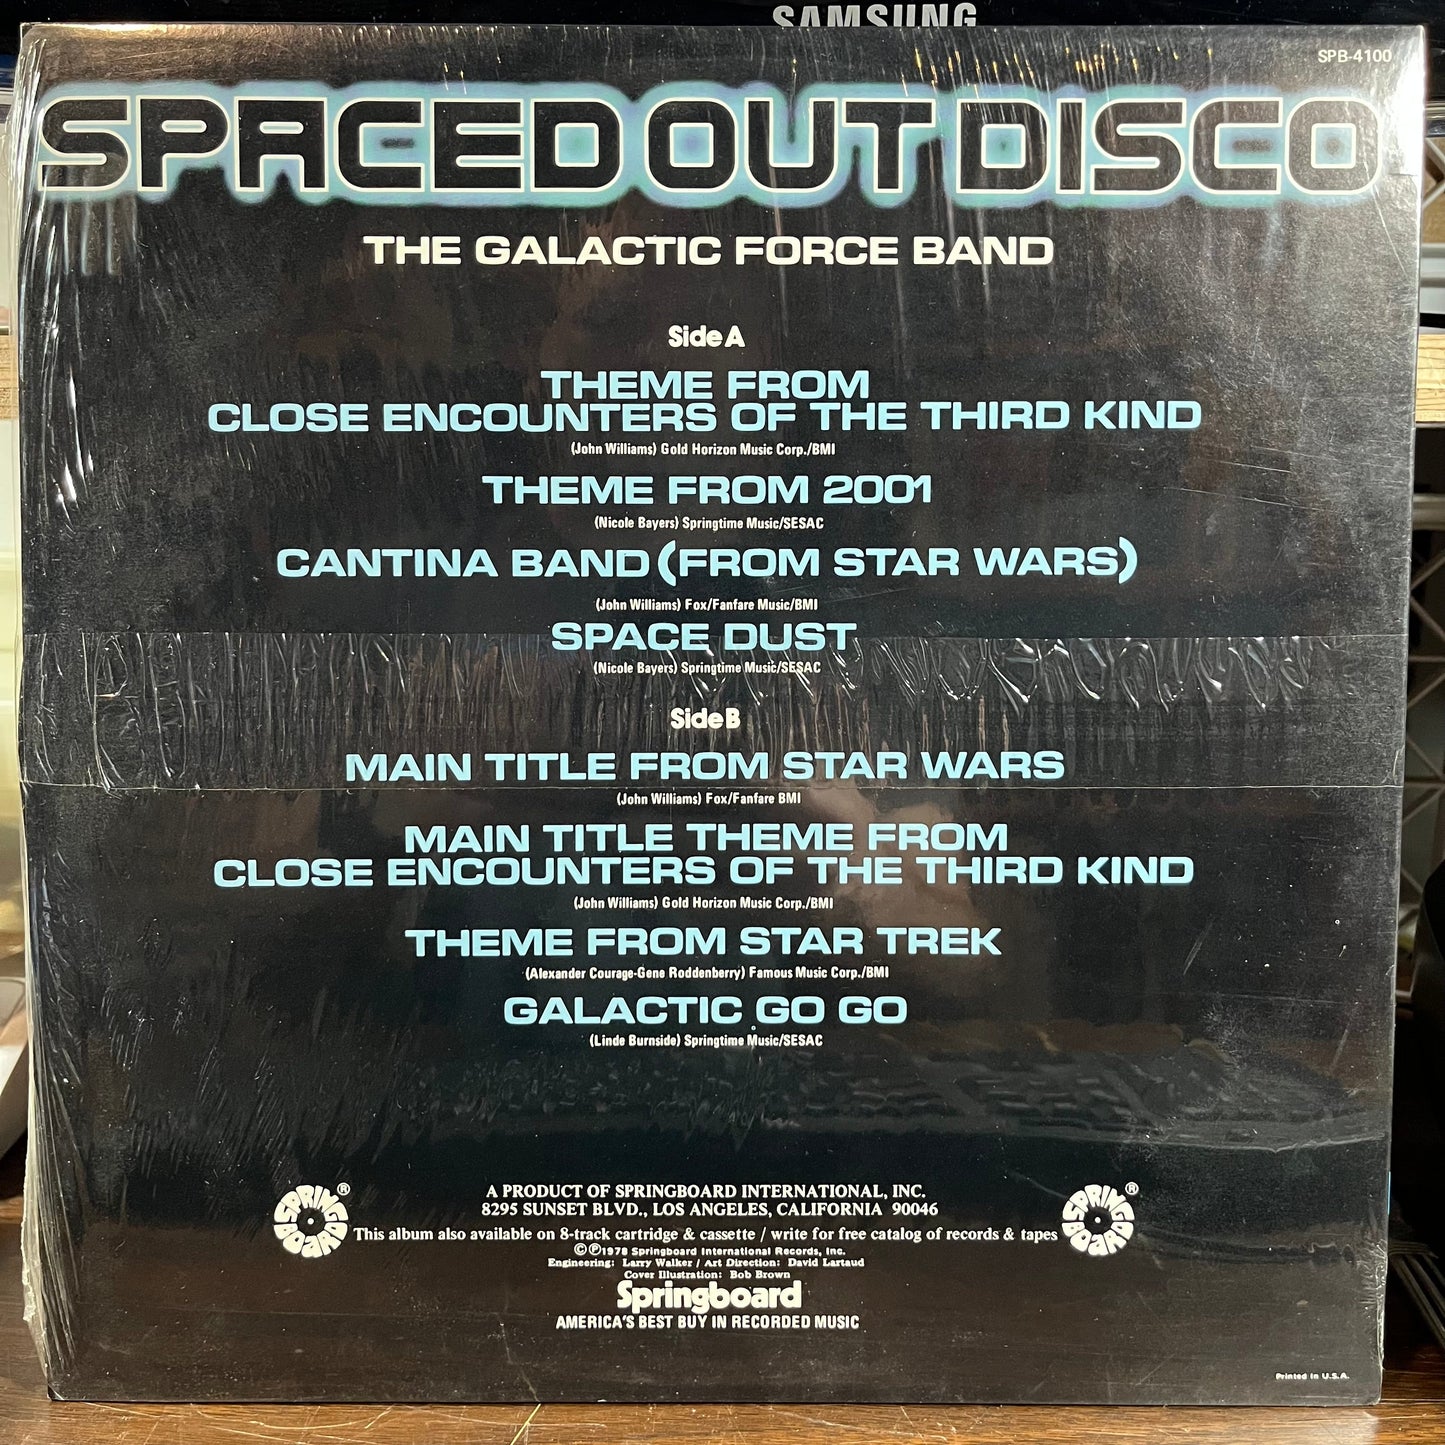 SAMSUNG
SPB-4100
SPACED OUT DISCO
THE GALACTIC FORCE BAND
Side A
THEME FROM
CLOSE ENCOUNTERS OF THE THIRD KIND
(John Williams) Gold Horizon Music Corp./BMI
THEME FROM 2001
(Nicole Bayers) Springtime Music/SESAC
CANTINA BAND (FROM STAR WARS)
(John Williams) Fox/Fanfare Music/BMI
SPACE DUST
(Nicole Bayers) Springtime Music/SESAC
Side B
MAIN TITLE FROM STAR WARS
(John Williams) Fox/Fanfare BMI
MAIN TITLE THEME FROM
CLOSE ENCOUNTERS OF THE THIRD KIND
(John Williams) Gold Horizon Music Corp./BMI
THEME FROM STAR TREK
(Alexander Courage-Gene Roddenberry) Famous Music Corp./BMI
GALACTIC GO GO
(Linde Burnside) Springtime Music/SESAC
SPRINGBOARD ®
A PRODUCT OF SPRINGBOARD INTERNATIONAL, INC.
8295 SUNSET BLVD., LOS ANGELES, CALIFORNIA 90046
This album also available on 8-track cartridge & cassette / write for free catalog of records & tapes
SPRINGBOARD ®
©℗1978 Springboard International Records, Inc.
Engineering: Larry Walker / Art Direction: David Lartaud
Cover Illustration: Bob Brown
Springboard
AMERICA'S BEST BUY IN RECORDED MUSIC
Printed in U.S.A.